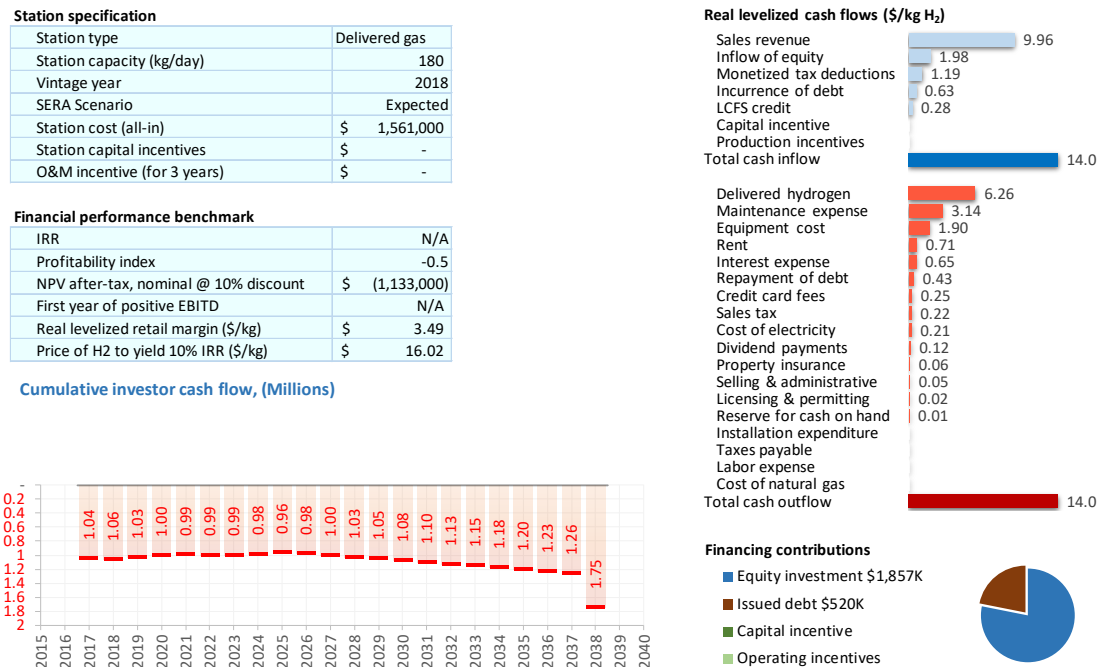 Station specification
Station type Delivered gas
Station capacity (kg/day) 180
Vintage year 2018
SERA Scenario Expected
Station cost (all-in) $ 1,561,000
Station capital incentives $ -
O&M incentive (for 3 years) $ -
Financial performance benchmark
IRR N/A
Profitability index -0.5
NPV after-tax, nominal @ 10% discount $ (1,133,000)
First year of positive EBITD N/A
Real levelized retail margin ($/kg) $ 3.49
Price of H2 to yield 10% IRR ($/kg) $ 16.02
Cumulative investor cash flow, (Millions)
-
0.2
0.4
0.6
0.8
1
1.2
1.4
1.6
1.8
2
1.04 1.06 1.03 1.00 0.99 0.99 0.99 0.98 0.96 0.98 1.00 1.03 1.05 1.08 1.10 1.13 1.15 1.18 1.20 1.23 1.26 1.75
2015 2016 2017 2018 2019 2020 2021 2022 2023 2024 2025 2026 2027 2028 2029 2030 2031 2032 2033 2034 2035 2036 2037 2038 2039 2040
Real levelized cash flows ($/kg H₂)
Sales revenue 9.96
Inflow of equity 1.98
Monetized tax deductions 1.19
Incurrence of debt 0.63
LCFS credit 0.28
Capital incentive
Production incentives
Total cash inflow 14.0
Delivered hydrogen 6.26
Maintenance expense 3.14
Equipment cost 1.90
Rent 0.71
Interest expense 0.65
Repayment of debt 0.43
Credit card fees 0.25
Sales tax 0.22
Cost of electricity 0.21
Dividend payments 0.12
Property insurance 0.06
Selling & administrative 0.05
Licensing & permitting 0.02
Reserve for cash on hand 0.01
Installation expenditure
Taxes payable
Labor expense
Cost of natural gas
Total cash outflow 14.0
Financing contributions
Equity investment $1,857K
Issued debt $520K
Capital incentive
Operating incentives